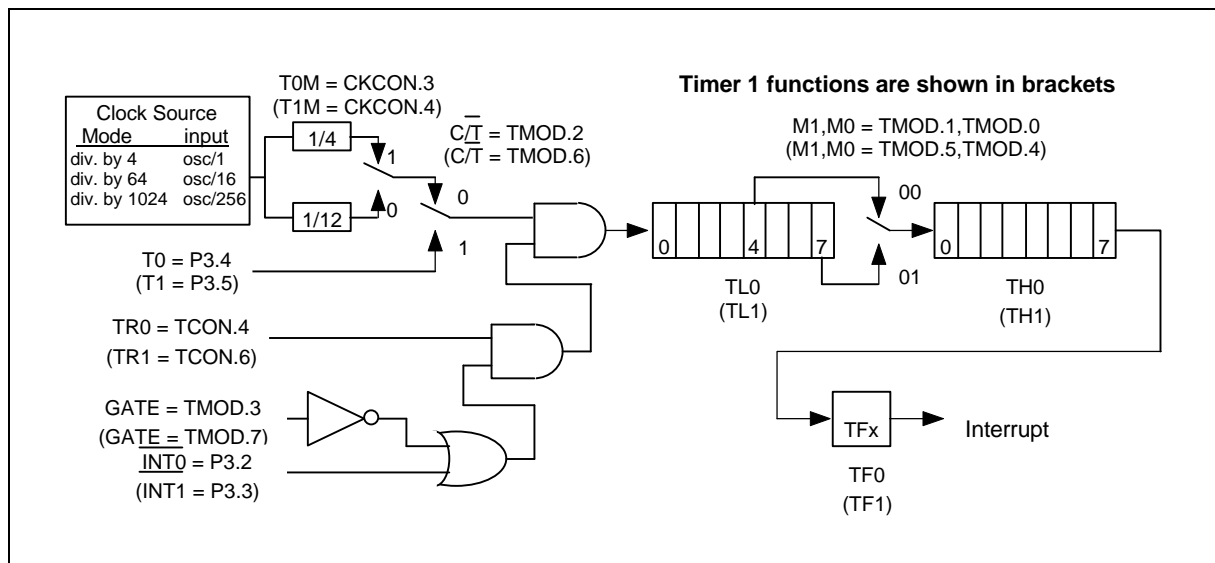 T0M = CKCON.3
(T1M = CKCON.4)
Timer 1 functions are shown in brackets
Clock Source
Mode input
div. by 4 osc/1
div. by 64 osc/16
div. by 1024 osc/256
1/4
1
1/12
0
C/T = TMOD.2
(C/T = TMOD.6)
0
1
M1,M0 = TMOD.1,TMOD.0
(M1,M0 = TMOD.5,TMOD.4)
T0 = P3.4
(T1 = P3.5)
0 4 7
TL0
(TL1)
00
01
0 7
TH0
(TH1)
TR0 = TCON.4
(TR1 = TCON.6)
GATE = TMOD.3
(GATE = TMOD.7)
INT0 = P3.2
(INT1 = P3.3)
TFx
Interrupt
TF0
(TF1)